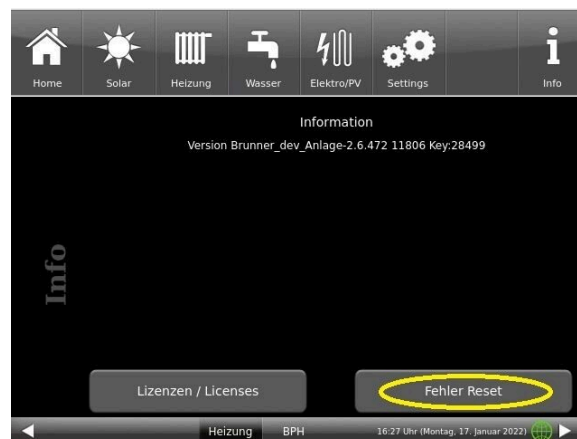 Home Solar Heizung Wasser Elektro/PV Settings Info
Information
Version Brunner_dev_Anlage-2.6.472 11806 Key:28499
Info
Lizenzen / Licenses Fehler Reset
Heizung BPH 16:27 Uhr (Montag, 17. Januar 2022)